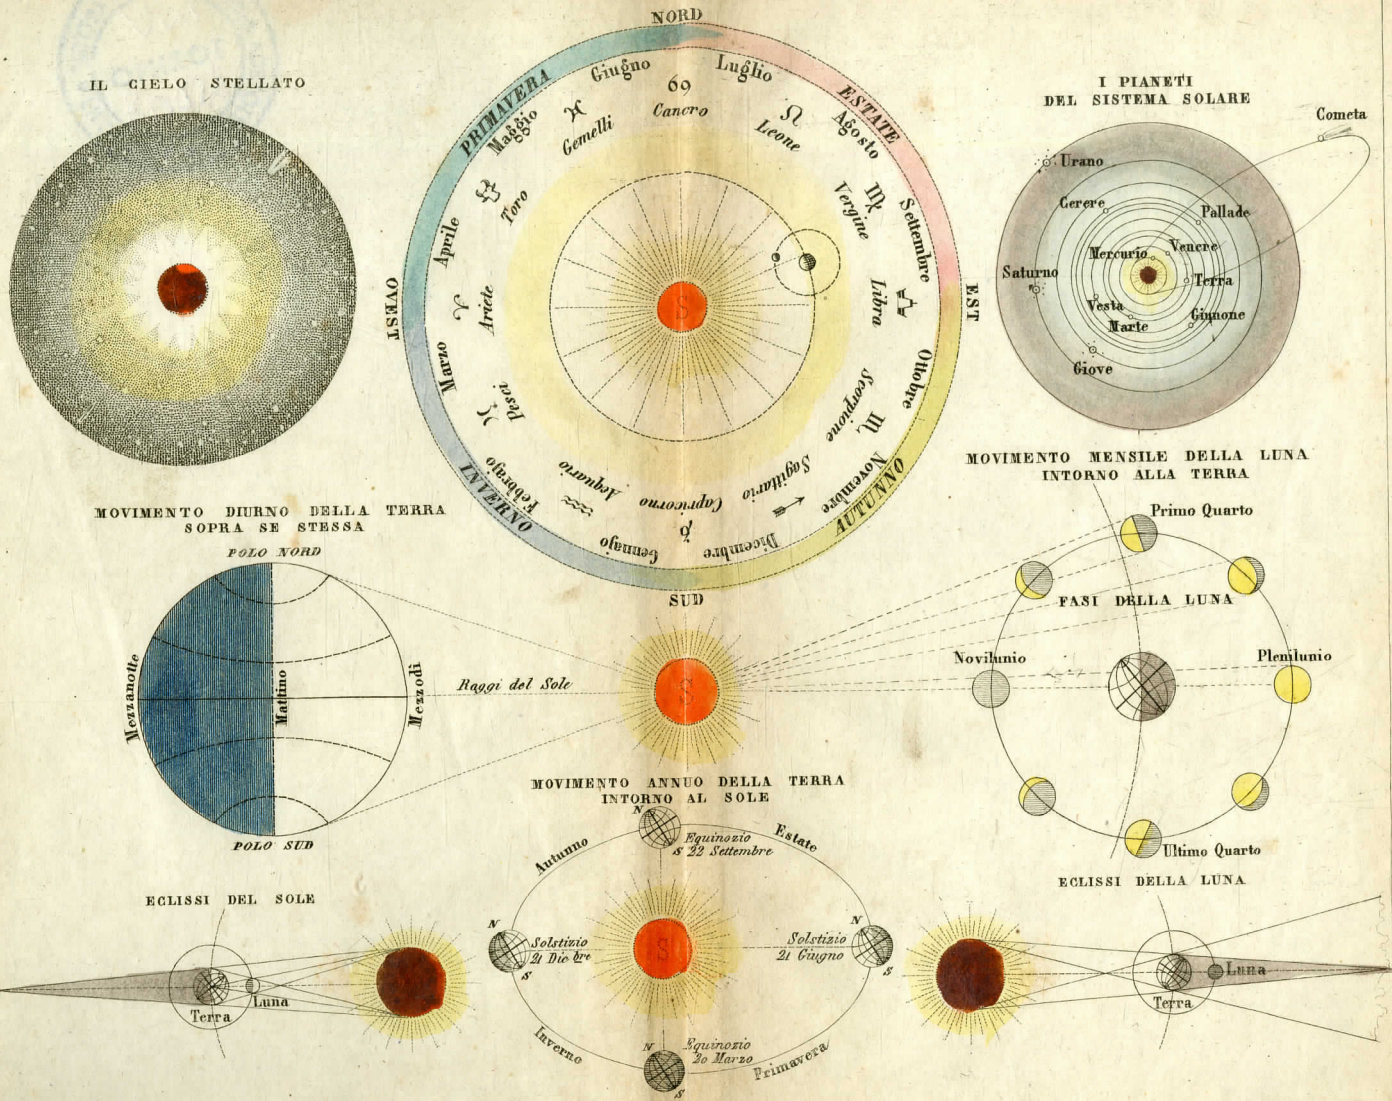 IL CIELO STELLATO
NORD
PRIMAVERA
ESTATE
AUTUNNO
INVERNO
EST
SUD
OVEST
Giugno
Luglio
Agosto
Settembre
Ottobre
Novembre
Dicembre
Gennajo
Febbrajo
Marzo
Aprile
Maggio
69
Cancro
Leone
Vergine
Libra
Scorpione
Sagittario
Capricorno
Acquario
Pesci
Ariete
Toro
Gemelli
S
I PIANETI
DEL SISTEMA SOLARE
Cometa
Urano
Cerere
Pallade
Mercurio
Venere
Saturno
Terra
Vesta
Giunone
Marte
Giove
MOVIMENTO DIURNO DELLA TERRA
SOPRA SE STESSA
POLO NORD
Mezzanotte
Mattino
Mezzodi
POLO SUD
Raggi del Sole
S
MOVIMENTO MENSILE DELLA LUNA
INTORNO ALLA TERRA
Primo Quarto
FASI DELLA LUNA
Novilunio
Plenilunio
Ultimo Quarto
MOVIMENTO ANNUO DELLA TERRA
INTORNO AL SOLE
N
Equinozio
S 22 Settembre
Autunno
Estate
N
Solstizio
21 Dicbre
S
S
Solstizio
21 Giugno
N
S
Inverno
Primavera
N
Equinozio
20 Marzo
S
ECLISSI DEL SOLE
Luna
Terra
ECLISSI DELLA LUNA
Luna
Terra